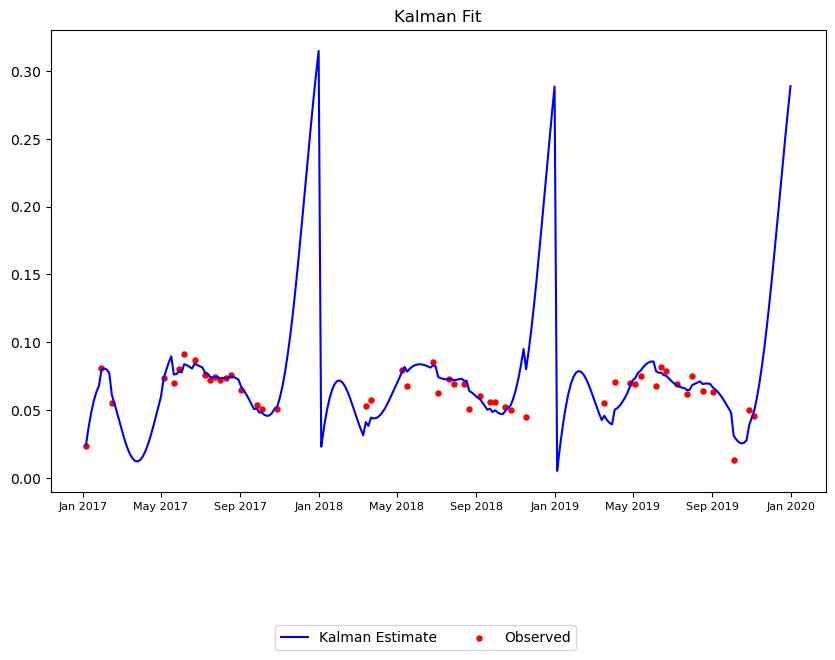 Kalman Fit
0.30
0.25
0.20
0.15
0.10
0.05
0.00
Jan 2017 May 2017 Sep 2017 Jan 2018 May 2018 Sep 2018 Jan 2019 May 2019 Sep 2019 Jan 2020
Kalman Estimate Observed